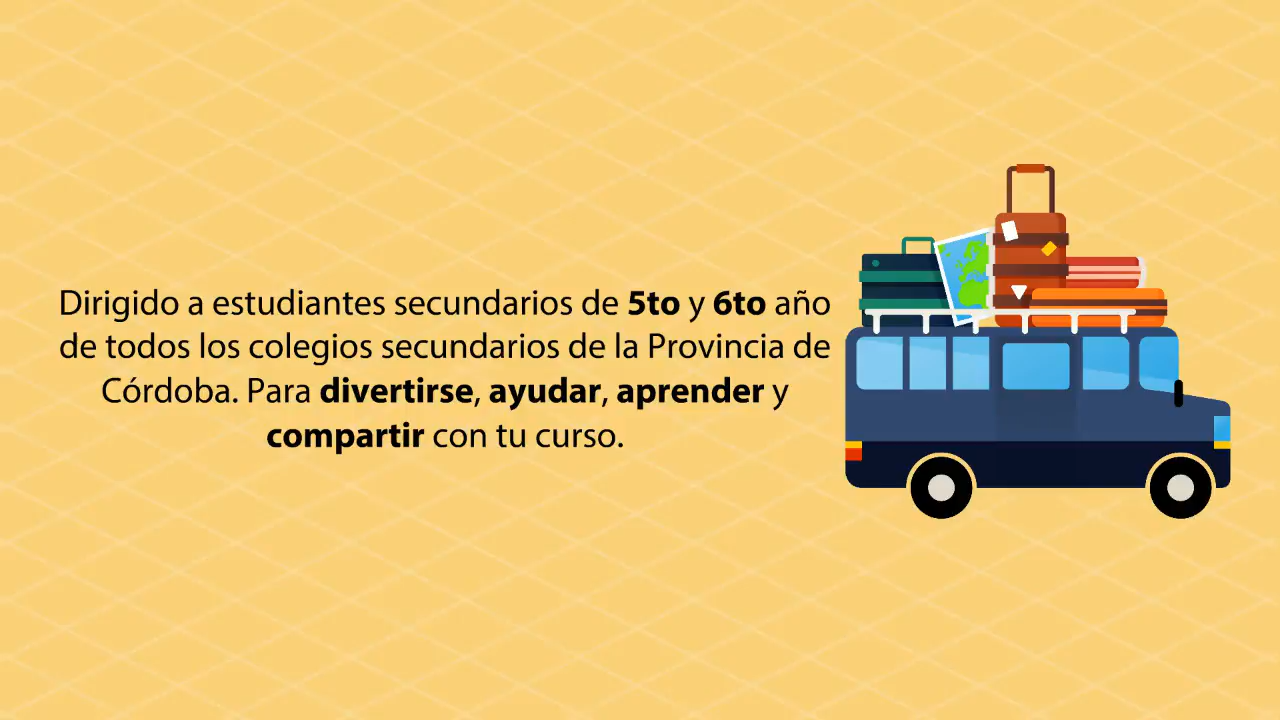 Dirigido a estudiantes secundarios de 5to y 6to año
de todos los colegios secundarios de la Provincia de
Córdoba. Para divertirse, ayudar, aprender y
compartir con tu curso.